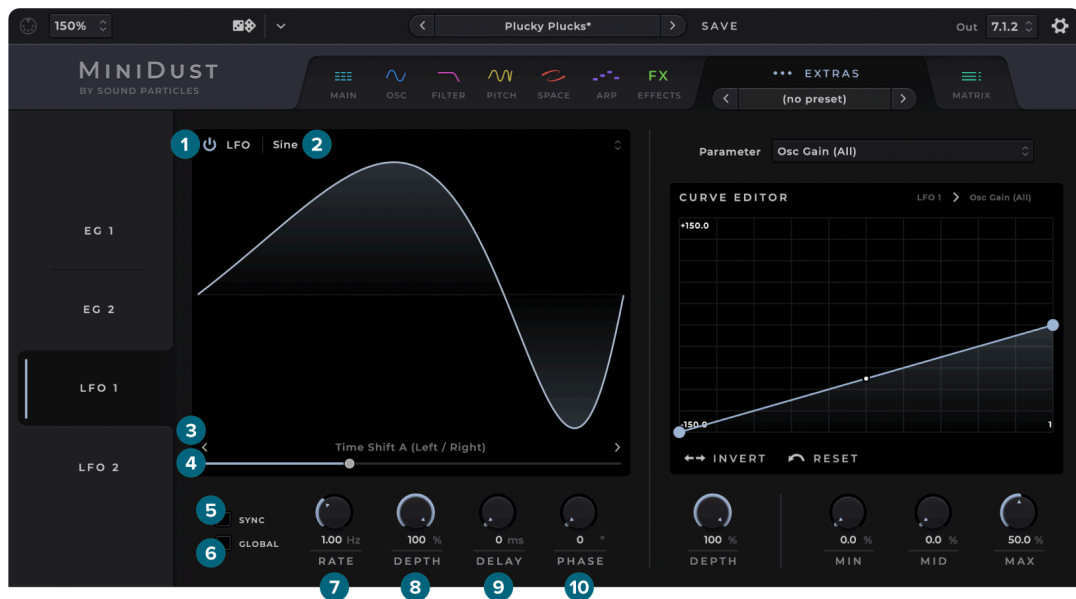 150%
Plucky Plucks*
SAVE
Out 7.1.2
MINIDUST
BY SOUND PARTICLES
MAIN
OSC
FILTER
PITCH
SPACE
ARP
FX
EFFECTS
EXTRAS
(no preset)
MATRIX
EG 1
EG 2
LFO 1
LFO 2
1 LFO Sine 2
3
Time Shift A (Left / Right)
4
5 SYNC
6 GLOBAL
1.00 Hz
RATE
7
100 %
DEPTH
8
0 ms
DELAY
9
0 °
PHASE
10
Parameter Osc Gain (All)
CURVE EDITOR
LFO 1 > Osc Gain (All)
+150.0
-150.0
1
INVERT
RESET
100 %
DEPTH
0.0 %
MIN
0.0 %
MID
50.0 %
MAX